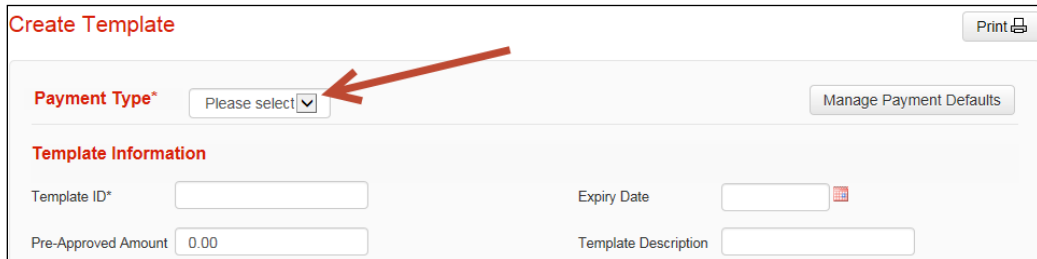 Create Template
Print
Payment Type*
Please select
Manage Payment Defaults
Template Information
Template ID*
Expiry Date
Pre-Approved Amount
0.00
Template Description